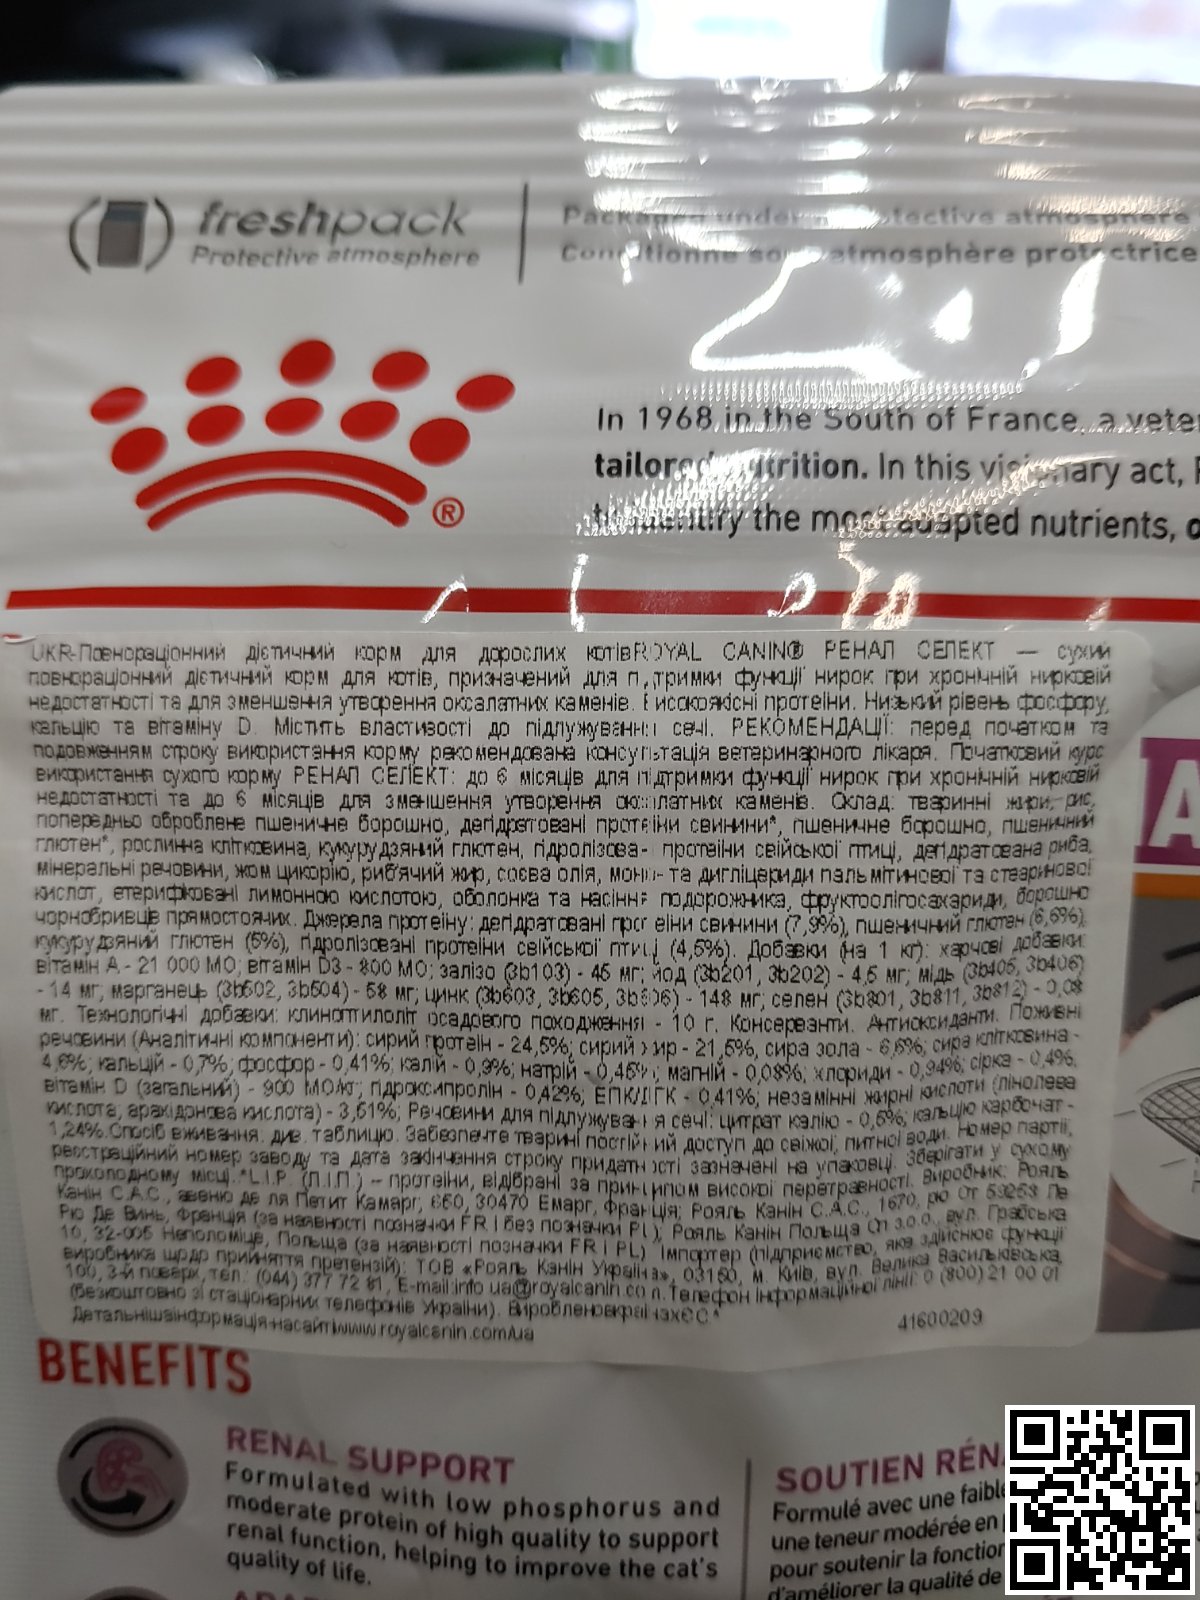 freshpack
Protective atmosphere
Packaged under a protective atmosphere
Conditionné sous atmosphère protectrice
®
In 1968, in the South of France, a
tailored nutrition. In this visionary act,
to identify the most adapted nutrients,
UKR-Повнораціонний дієтичний корм для дорослих котівROYAL CANIN® РЕНАЛ СЕЛЕКТ — сухий
повнораціонний дієтичний корм для котів, призначений для підтримки функції нирок при хронічній нирковій
недостатності та для зменшення утворення оксалатних каменів. Високоякісні протеїни. Низький рівень фосфору,
кальцію та вітаміну D. Містить властивості до підлужування сечі. РЕКОМЕНДАЦІЇ: перед початком та
подовженням строку використання корму рекомендована консультація ветеринарного лікаря. Початковий курс
використання сухого корму РЕНАЛ СЕЛЕКТ: до 6 місяців для підтримки функції нирок при хронічній нирковій
недостатності та до 6 місяців для зменшення утворення оксалатних каменів. Склад: тваринні жири, рис,
попередньо оброблене пшеничне борошно, дегідратовані протеїни свинини*, пшеничне борошно, пшеничний
глютен*, рослинна клітковина, кукурудзяний глютен, гідролізовані протеїни свійської птиці, дегідратована риба,
мінеральні речовини, жом цикорію, риб'ячий жир, соєва олія, моно- та дигліцериди пальмітинової та стеаринової
кислот, етерифіковані лимонною кислотою, оболонка та насіння подорожника, фруктоолігосахариди, борошно
чорнобривців прямостоячих. Джерела протеїну: дегідратовані протеїни свинини (7,9%), пшеничний глютен (6,6%),
кукурудзяний глютен (5%), гідролізовані протеїни свійської птиці (4,5%). Добавки (на 1 кг): харчові добавки:
вітамін A - 21 000 МО; вітамін D3 - 800 МО; залізо (3b103) - 45 мг; йод (3b201, 3b202) - 4,5 мг; мідь (3b405, 3b406)
- 14 мг; марганець (3b502, 3b504) - 58 мг; цинк (3b603, 3b605, 3b606) - 148 мг; селен (3b801, 3b811, 3b812) - 0,08
мг. Технологічні добавки: клиноптилоліт осадового походження - 10 г. Консерванти. Антиоксиданти. Поживні
речовини (Аналітичні компоненти): сирий протеїн - 24,5%; сирий жир - 21,5%, сира зола - 6,6%; сира клітковина -
4,6%; кальцій - 0,7%; фосфор - 0,41%; калій - 0,9%; натрій - 0,45%; магній - 0,08%; хлориди - 0,94%; сірка - 0,4%,
вітамін D (загальний) - 900 МО/кг; гідроксипролін - 0,42%; ЕПК/ДГК - 0,41%; незамінні жирні кислоти (лінолева
кислота, арахідонова кислота) - 3,61%; Речовини для підлужування сечі: цитрат калію - 0,6%; кальцію карбонат -
1,24%.Спосіб вживання: див. таблицю. Забезпечте тварині постійний доступ до свіжої, питної води. Номер партії,
реєстраційний номер заводу та дата закінчення строку придатності зазначені на упаковці. Зберігати у сухому
прохолодному місці.*L.I.P. (Л.І.П.) – протеїни, відібрані за принципом високої перетравності. Виробник: Рояль
Канін С.А.С., авеню де ля Петит Камарг, 650, 30470 Емарг, Франція; Рояль Канін С.А.С., 1670, рю От 59253 Ле
Рю Де Винь, Франція (за наявності позначки FR і без позначки PL); Рояль Канін Польща Сп з.о.о., вул. Грабська
10, 32-005 Неполоміце, Польща (за наявності позначки FR і PL) Імпортер (підприємство, яке здійснює функції
виробника щодо прийняття претензій): ТОВ «Рояль Канін Україна», 03150, м. Київ, вул. Велика Васильківська,
100, 3-й поверх, тел.: (044) 377 72 81, E-mail:info.ua@royalcanin.com.Телефон інформаційної лінії: 0 (800) 21 00 01
(безкоштовно зі стаціонарних телефонів України). ВиробленовкраїнахЄС*
Детальнішаінформація-насайтіwww.royalcanin.com/ua
41600209
BENEFITS
RENAL SUPPORT
Formulated with low phosphorus and
moderate protein of high quality to support
renal function, helping to improve the cat's
quality of life.
SOUTIEN
Formulé avec une faible
une teneur modérée en
pour soutenir la fonction
d'améliorer la qualité de